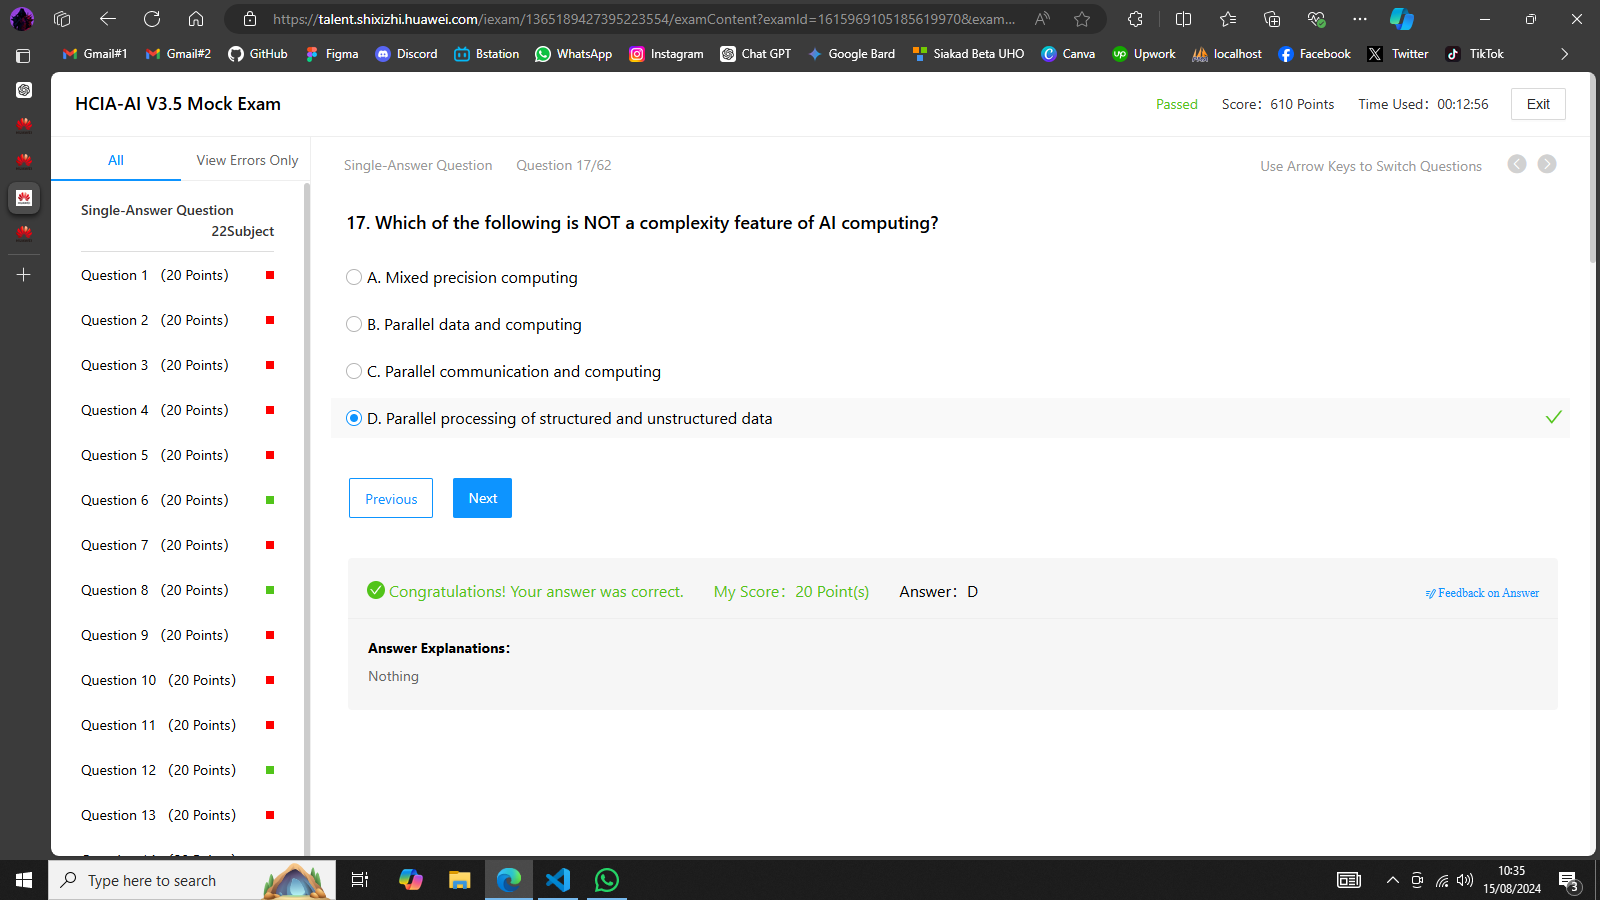 https://talent.shixizhi.huawei.com/iexam/1365189427395223554/examContent?examId=1615969105185619970&exam...
Gmail#1
Gmail#2
GitHub
Figma
Discord
Bstation
WhatsApp
Instagram
Chat GPT
Google Bard
Siakad Beta UHO
Canva
Upwork
localhost
Facebook
Twitter
TikTok
HCIA-AI V3.5 Mock Exam
Passed
Score：610 Points
Time Used：00:12:56
Exit
All
View Errors Only
Single-Answer Question
22Subject
Question 1 (20 Points)
Question 2 (20 Points)
Question 3 (20 Points)
Question 4 (20 Points)
Question 5 (20 Points)
Question 6 (20 Points)
Question 7 (20 Points)
Question 8 (20 Points)
Question 9 (20 Points)
Question 10 (20 Points)
Question 11 (20 Points)
Question 12 (20 Points)
Question 13 (20 Points)
Single-Answer Question
Question 17/62
Use Arrow Keys to Switch Questions
17. Which of the following is NOT a complexity feature of AI computing?
A. Mixed precision computing
B. Parallel data and computing
C. Parallel communication and computing
D. Parallel processing of structured and unstructured data
Previous
Next
Congratulations! Your answer was correct.
My Score：20 Point(s)
Answer：D
Feedback on Answer
Answer Explanations:
Nothing
Type here to search
10:35
15/08/2024
3